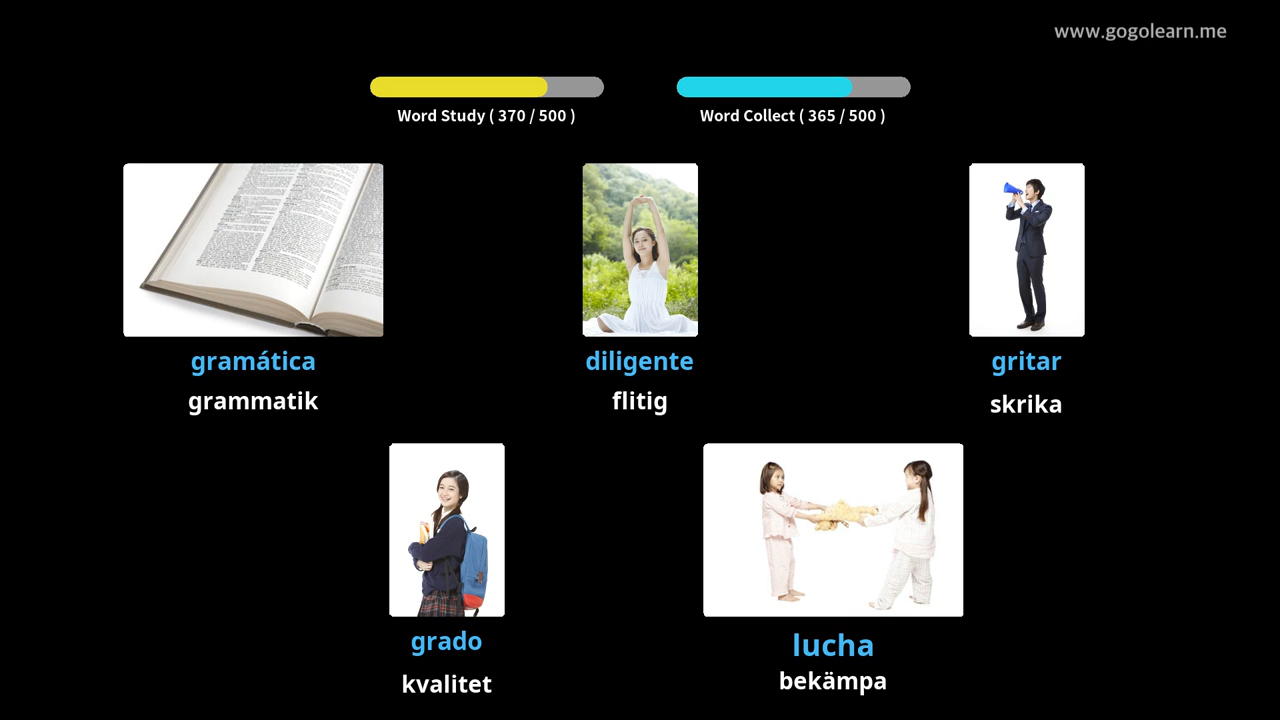 www.gogolearn.me
Word Study ( 370 / 500 )
Word Collect ( 365 / 500 )
gramática
diligente
gritar
grammatik
flitig
skrika
grado
lucha
kvalitet
bekämpa